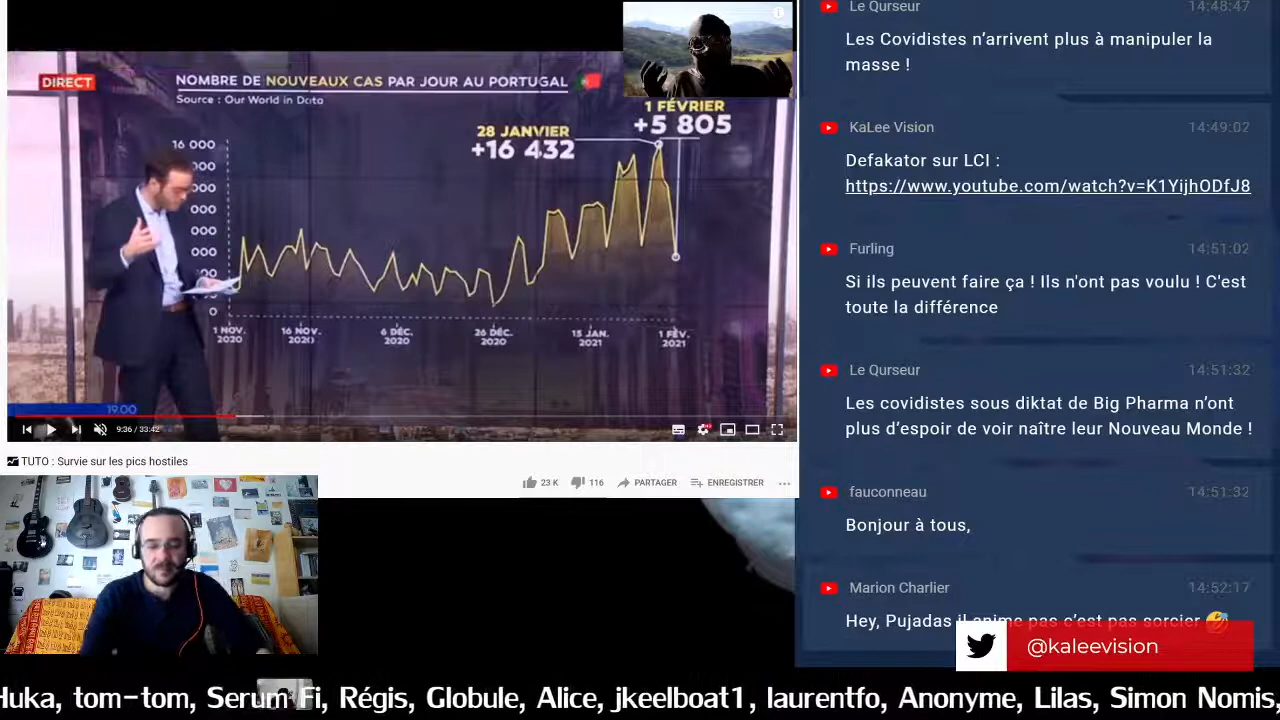 DIRECT
NOMBRE DE NOUVEAUX CAS PAR JOUR AU PORTUGAL
Source : Our World in Data
1 FÉVRIER
+5 805
28 JANVIER
+16 432
16 000
000
000
000
000
000
0
1 NOV.
2020
16 NOV.
2020
6 DÉC.
2020
26 DÉC.
2020
15 JAN.
2021
1 FÉV.
2021
19.00
9:36 / 33:42
TUTO : Survie sur les pics hostiles
23 K
116
PARTAGER
ENREGISTRER
Le Qurseur 14:48:47
Les Covidistes n’arrivent plus à manipuler la
masse !
KaLee Vision 14:49:02
Defakator sur LCI :
https://www.youtube.com/watch?v=K1YijhODfJ8
Furling 14:51:02
Si ils peuvent faire ça ! Ils n'ont pas voulu ! C'est
toute la différence
Le Qurseur 14:51:32
Les covidistes sous diktat de Big Pharma n’ont
plus d’espoir de voir naître leur Nouveau Monde !
fauconneau 14:51:32
Bonjour à tous,
Marion Charlier 14:52:17
Hey, Pujadas il anime pas c’est pas sorcier 🤣
@kaleevision
Huka, tom-tom, Serum Fi, Régis, Globule, Alice, jkeelboat1, laurentfo, Anonyme, Lilas, Simon Nomis,